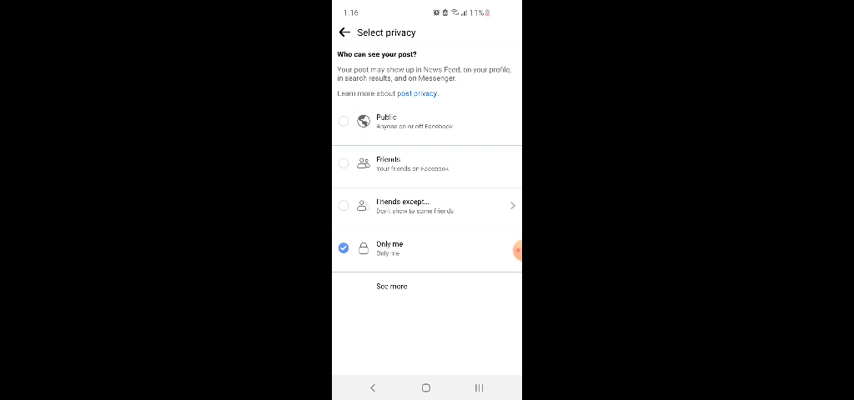 1:16 11%
Select privacy
Who can see your post?
Your post may show up in News Feed, on your profile,
in search results, and on Messenger.
Learn more about post privacy.
Public
Anyone on or off Facebook
Friends
Your friends on Facebook
Friends except...
Don't show to some friends
Only me
Only me
See more